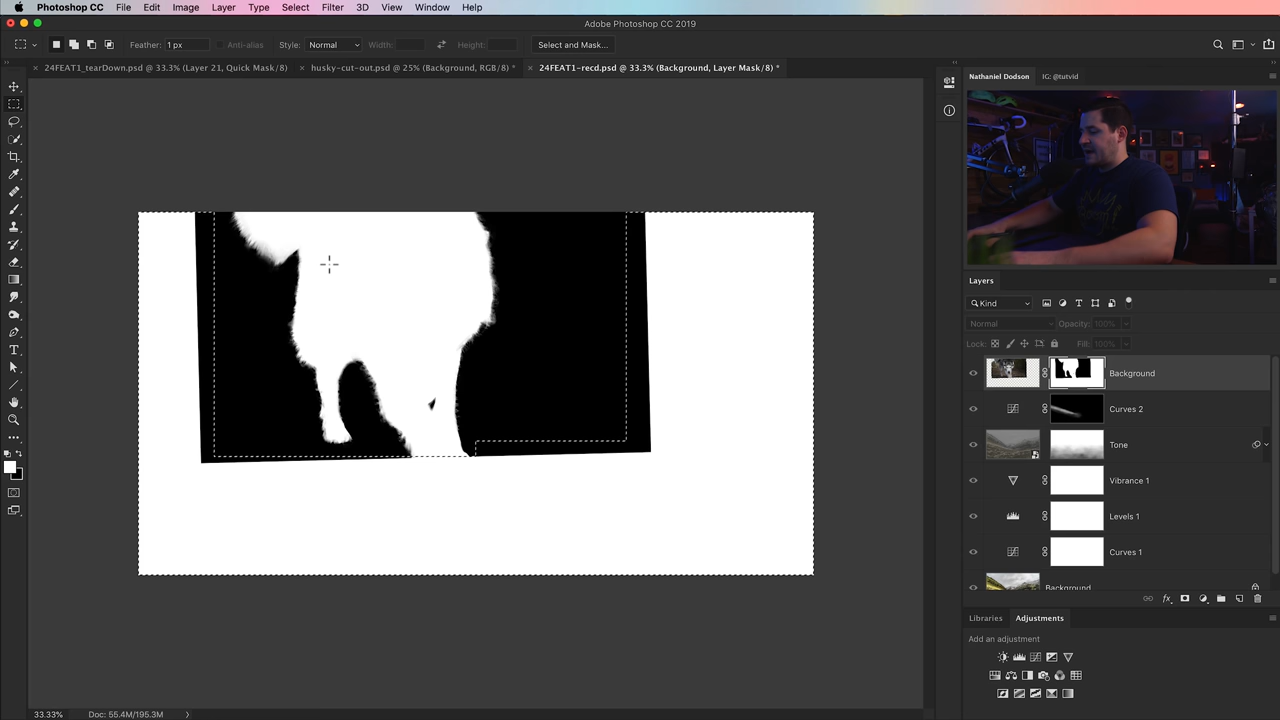 Photoshop CC File Edit Image Layer Type Select Filter 3D View Window Help
Adobe Photoshop CC 2019
Feather: 1 px Anti-alias Style: Normal Width: Height: Select and Mask...
24FEAT1_tearDown.psd @ 33.3% (Layer 21, Quick Mask/8) husky-cut-out.psd @ 25% (Background, RGB/8) * 24FEAT1-recd.psd @ 33.3% (Background, Layer Mask/8) *
Nathaniel Dodson IG: @tutvid
Layers
Kind
Normal Opacity: 100%
Lock: Fill: 100%
Background
Curves 2
Tone
Vibrance 1
Levels 1
Curves 1
Background
fx
Libraries Adjustments
Add an adjustment
33.33% Doc: 55.4M/195.3M